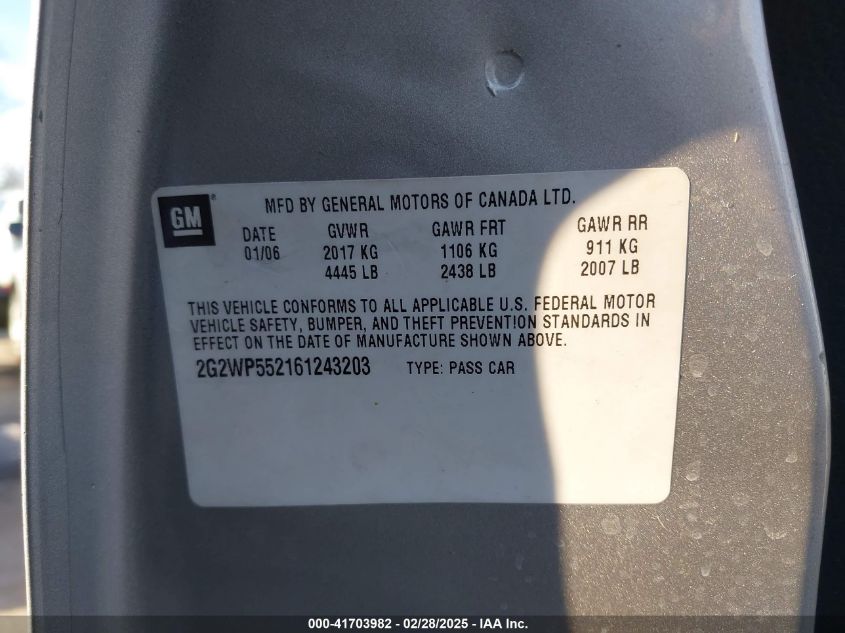 GM ®
MFD BY GENERAL MOTORS OF CANADA LTD.
DATE GVWR GAWR FRT GAWR RR
01/06 2017 KG 1106 KG 911 KG
4445 LB 2438 LB 2007 LB
THIS VEHICLE CONFORMS TO ALL APPLICABLE U.S. FEDERAL MOTOR
VEHICLE SAFETY, BUMPER, AND THEFT PREVENTION STANDARDS IN
EFFECT ON THE DATE OF MANUFACTURE SHOWN ABOVE.
2G2WP552161243203 TYPE: PASS CAR
000-41703982 - 02/28/2025 - IAA Inc.